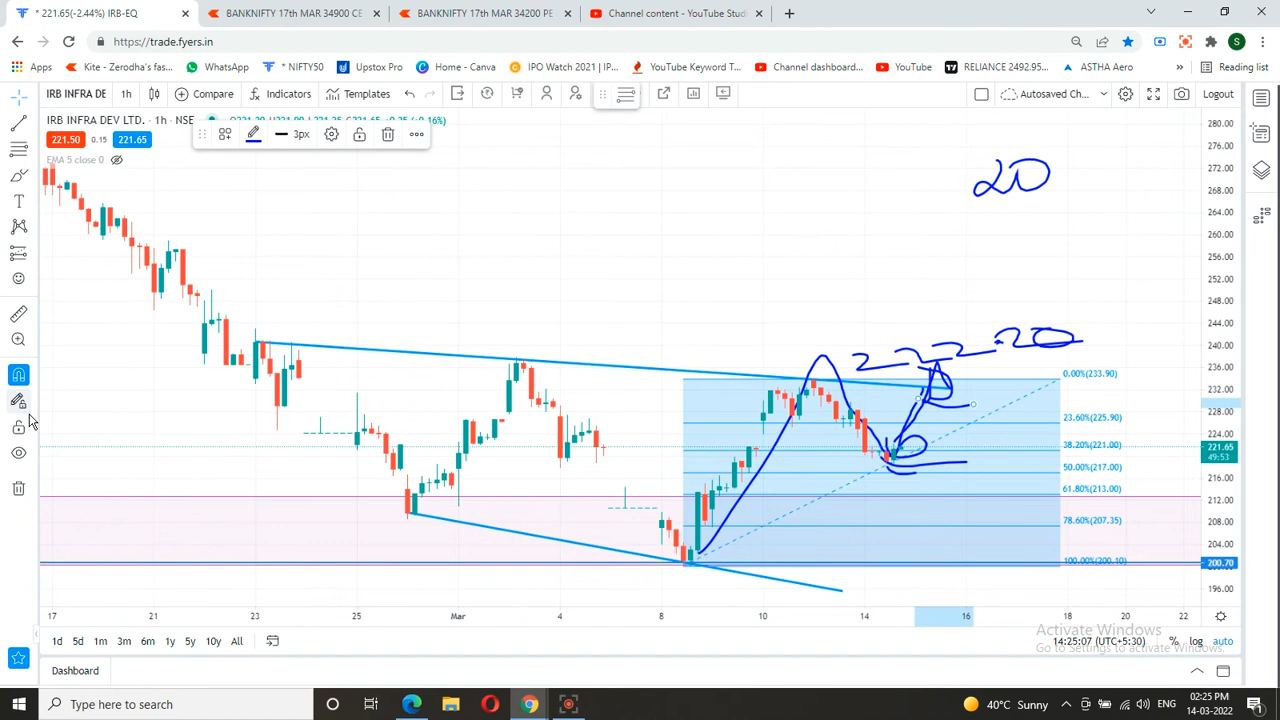 * 221.65(-2.44%) IRB-EQ
BANKNIFTY 17th MAR 34900 CE
BANKNIFTY 17th MAR 34200 PE
Channel content - YouTube Studi
https://trade.fyers.in
S
Apps
Kite - Zerodha's fas...
WhatsApp
* NIFTY50
Upstox Pro
Home - Canva
IPO Watch 2021 | IP...
YouTube Keyword T...
Channel dashboard...
YouTube
RELIANCE 2492.95...
ASTHA Aero
»
Reading list
IRB INFRA DE
1h
Compare
Indicators
Templates
Autosaved Ch...
Logout
IRB INFRA DEV LTD. · 1h · NSE
221.50
0.15
221.65
3px
EMA 5 close 0
20
2
2
2
20
0.00%(233.90)
23.60%(225.90)
38.20%(221.00)
50.00%(217.00)
61.80%(213.00)
78.60%(207.35)
100.00%(200.10)
280.00
276.00
272.00
268.00
264.00
260.00
256.00
252.00
248.00
244.00
240.00
236.00
232.00
228.00
224.00
221.65
49:53
216.00
212.00
208.00
204.00
200.70
196.00
17
21
23
25
Mar
4
8
10
14
16
18
20
22
1d
5d
1m
3m
6m
1y
5y
10y
All
14:25:07 (UTC+5:30)
%
log
auto
Activate Windows
Go to Settings to activate Windows.
Dashboard
Type here to search
40°C Sunny
ENG
02:25 PM
14-03-2022
1